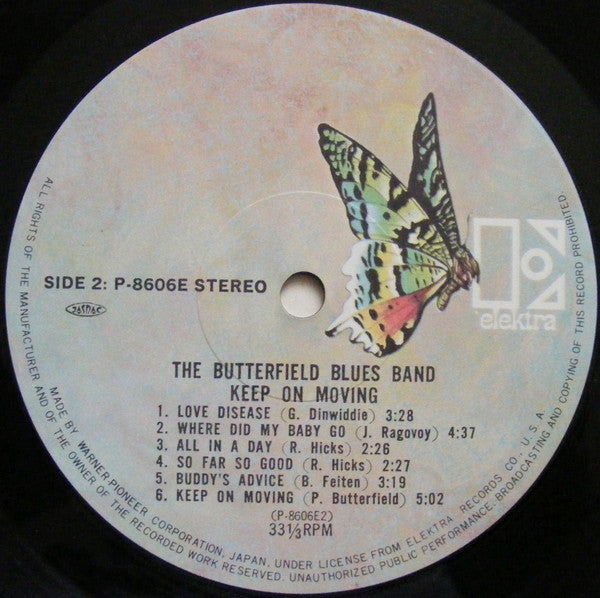 elektra
SIDE 2: P-8606E STEREO
THE BUTTERFIELD BLUES BAND
KEEP ON MOVING
1. LOVE DISEASE (G. Dinwiddie) 3:28
2. WHERE DID MY BABY GO (J. Ragovoy) 4:37
3. ALL IN A DAY (R. Hicks) 2:26
4. SO FAR SO GOOD (R. Hicks) 2:27
5. BUDDY'S ADVICE (B. Feiten) 3:19
6. KEEP ON MOVING (P. Butterfield) 5:02
(P-8606E2)
33⅓RPM
MADE BY WARNER-PIONEER CORPORATION, JAPAN, UNDER LICENSE FROM ELEKTRA RECORDS CO., U.S.A.
ALL RIGHTS OF THE MANUFACTURER AND OF THE OWNER OF THE RECORDED WORK RESERVED. UNAUTHORIZED PUBLIC PERFORMANCE, BROADCASTING AND COPYING OF THIS RECORD PROHIBITED.